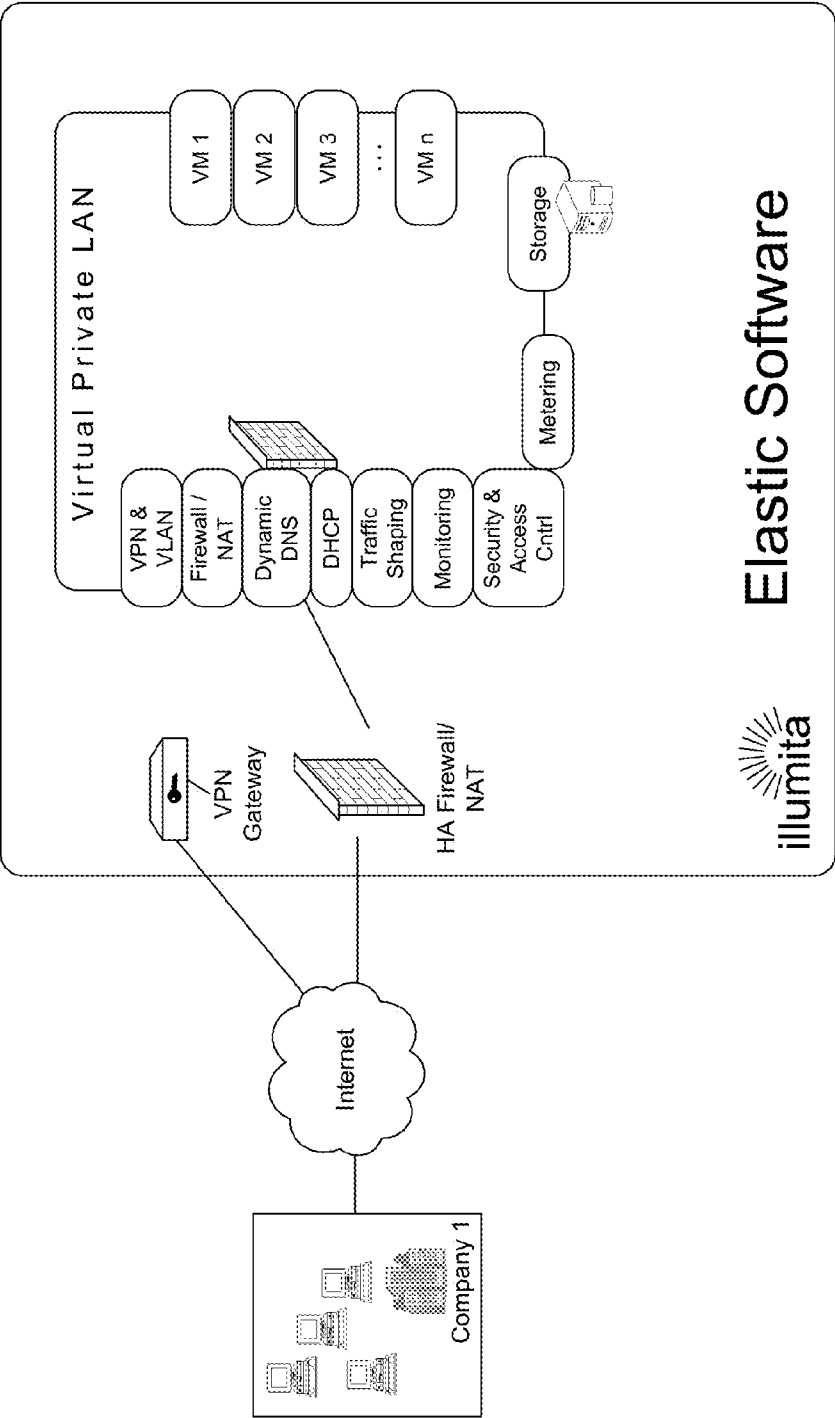 Virtual Private LAN
VPN &
VLAN
Firewall /
NAT
Dynamic
DNS
DHCP
Traffic
Shaping
Monitoring
Security &
Access
Cntrl
Metering
Storage
VM 1
VM 2
VM 3
...
VM n
VPN
Gateway
HA Firewall/
NAT
Internet
Company 1
illumita
Elastic Software